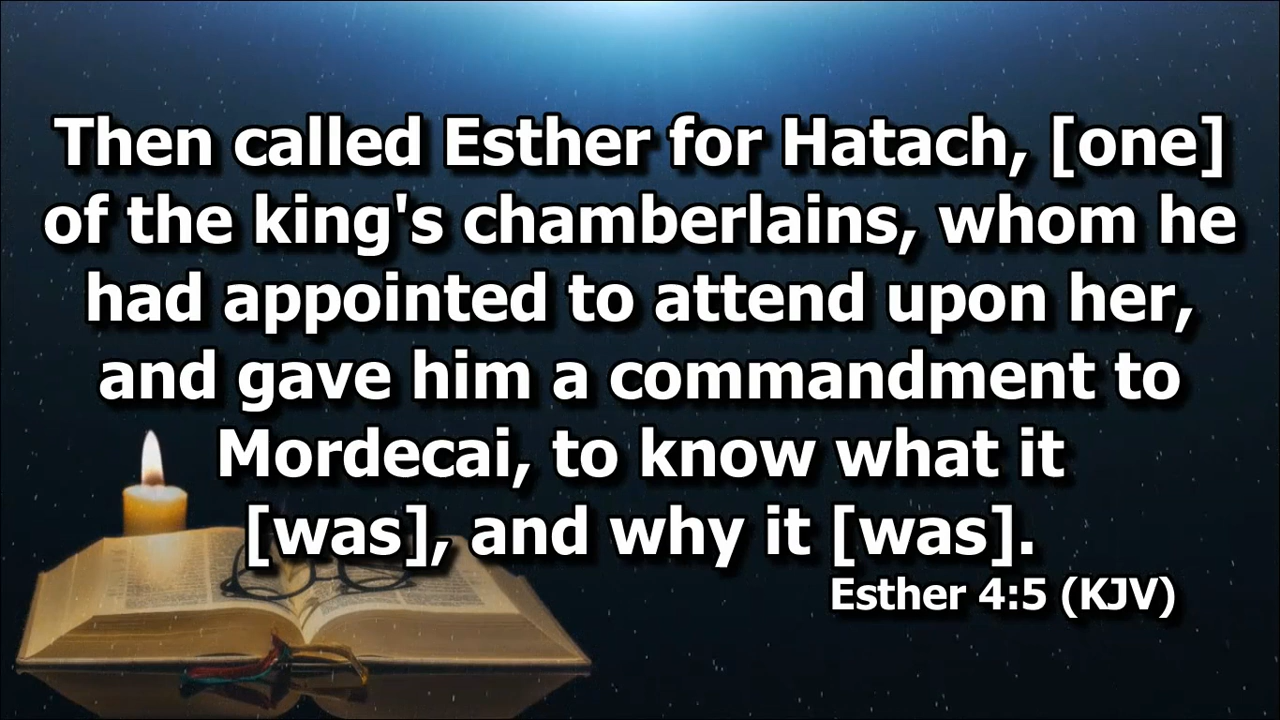 Then called Esther for Hatach, [one]
of the king's chamberlains, whom he
had appointed to attend upon her,
and gave him a commandment to
Mordecai, to know what it
[was], and why it [was].
Esther 4:5 (KJV)